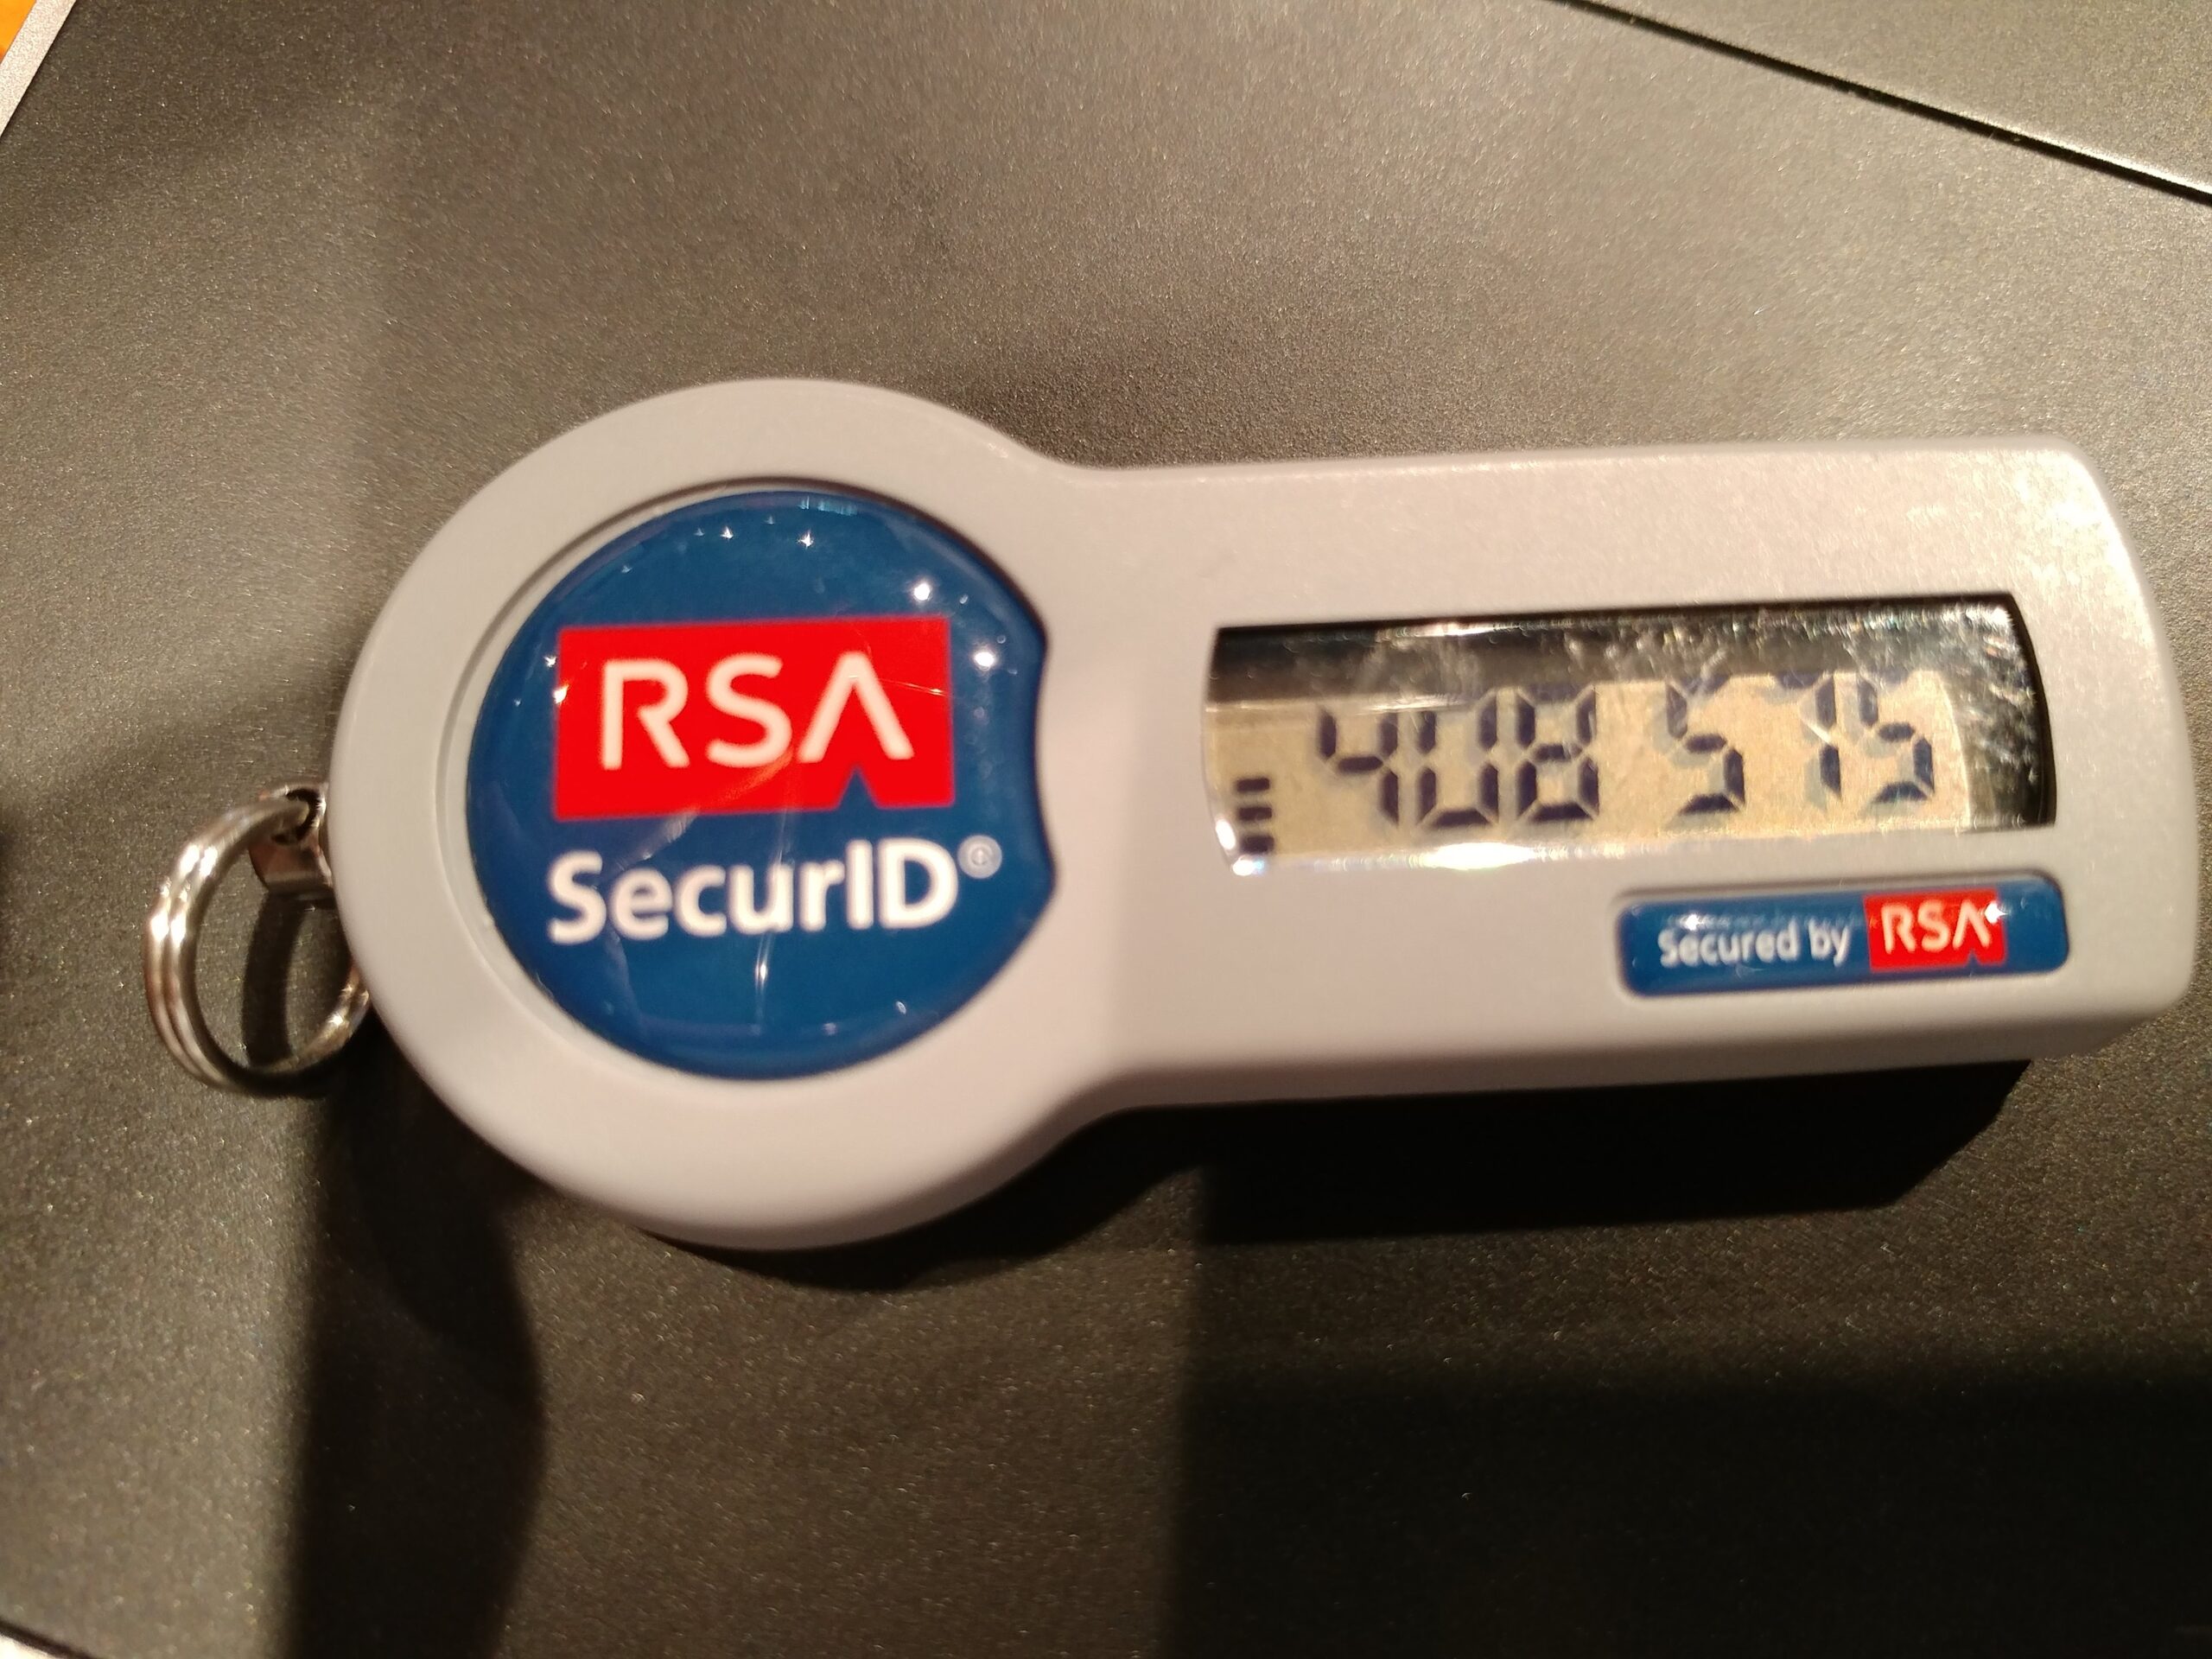 RSA
SecurID®
408 575
Secured by RSA